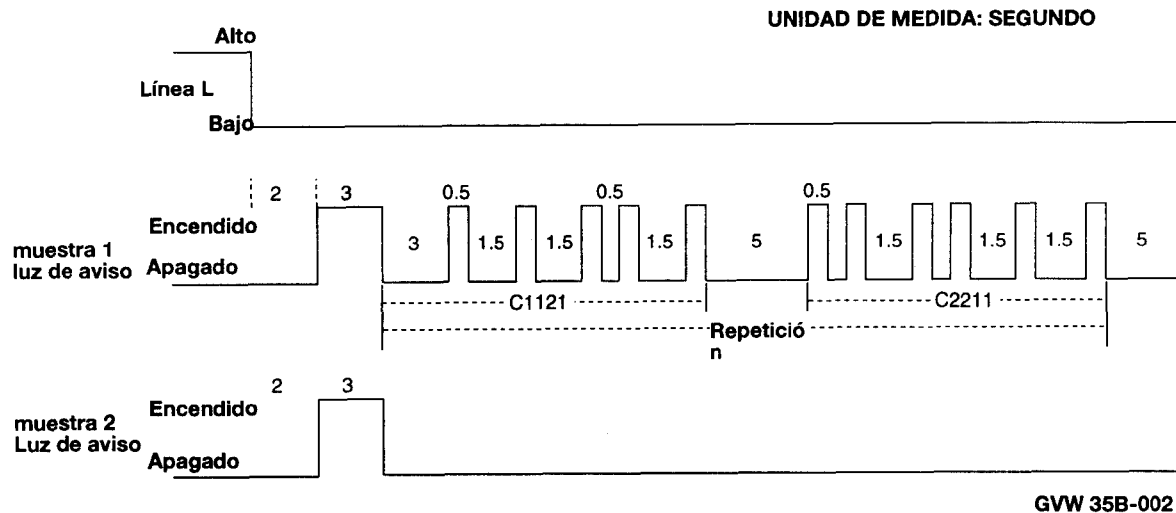 UNIDAD DE MEDIDA: SEGUNDO
Alto
Línea L
Bajo
2 3 0.5 0.5 0.5
Encendido
3 1.5 1.5 1.5 5 1.5 1.5 1.5 5
muestra 1
luz de aviso
Apagado
C1121 C2211
Repetició
n
2 3
Encendido
muestra 2
Luz de aviso
Apagado
GVW 35B-002